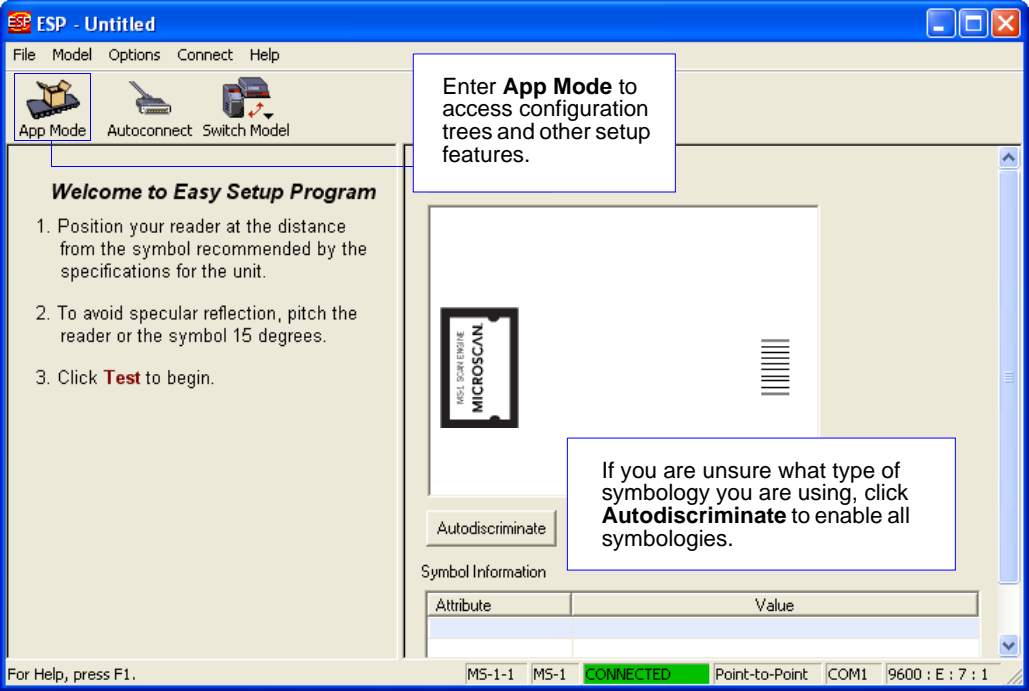 ESP - Untitled
File Model Options Connect Help
App Mode Autoconnect Switch Model
Enter App Mode to
access configuration
trees and other setup
features.
Welcome to Easy Setup Program
1. Position your reader at the distance
from the symbol recommended by the
specifications for the unit.
2. To avoid specular reflection, pitch the
reader or the symbol 15 degrees.
3. Click Test to begin.
MS-1 SCAN ENGINE
MICROSCAN.
If you are unsure what type of
symbology you are using, click
Autodiscriminate to enable all
symbologies.
Autodiscriminate
Symbol Information
Attribute Value
For Help, press F1.
MS-1-1 MS-1 CONNECTED Point-to-Point COM1 9600 : E : 7 : 1